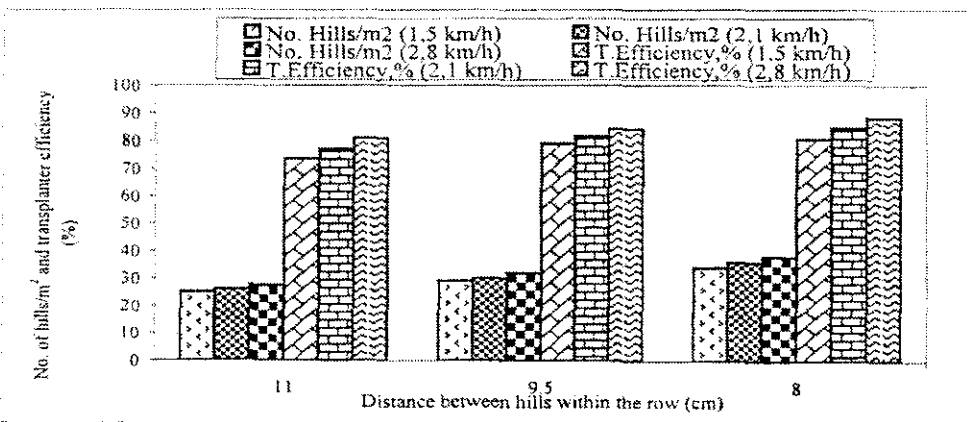 No. Hills/m2 (1,5 km/h) No. Hills/m2 (2,1 km/h)
No. Hills/m2 (2,8 km/h) T.Efficiency,% (1,5 km/h)
T.Efficiency,% (2,1 km/h) T.Efficiency,% (2,8 km/h)
No. of hills/m² and transplanter efficiency
(%)
100
90
80
70
60
50
40
30
20
10
0
11 9.5 8
Distance between hills within the row (cm)